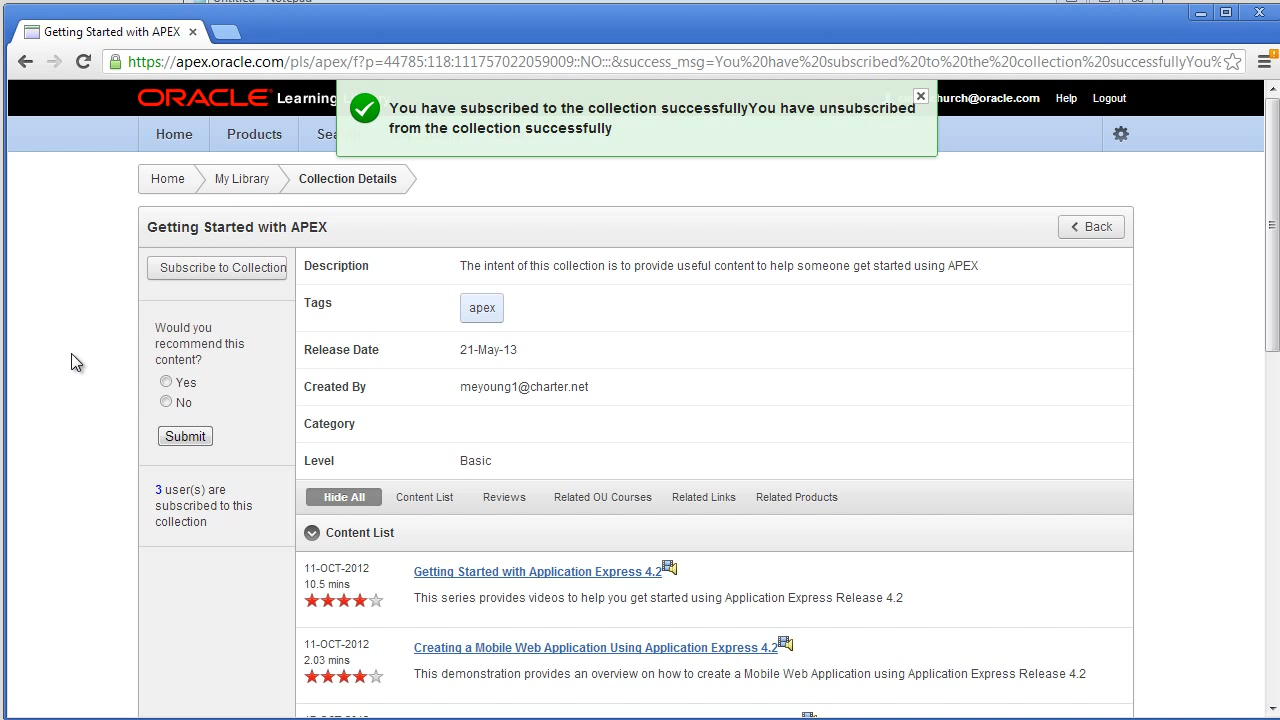 Untitled - Notepad
Getting Started with APEX
https://apex.oracle.com/pls/apex/f?p=44785:118:11175702205900::NO:::&success_msg=You%20have%20subscribed%20to%20the%20collection%20successfullyYou%
ORACLE Learning
church@oracle.com Help Logout
You have subscribed to the collection successfullyYou have unsubscribed
from the collection successfully
Home Products
Home My Library Collection Details
Getting Started with APEX
Back
Subscribe to Collection
Description The intent of this collection is to provide useful content to help someone get started using APEX
Tags apex
Would you
recommend this
content?
Yes
No
Submit
Release Date 21-May-13
Created By meyoung1@charter.net
Category
Level Basic
3 user(s) are
subscribed to this
collection
Hide All Content List Reviews Related OU Courses Related Links Related Products
Content List
11-OCT-2012
10.5 mins
Getting Started with Application Express 4.2
This series provides videos to help you get started using Application Express Release 4.2
11-OCT-2012
2.03 mins
Creating a Mobile Web Application Using Application Express 4.2
This demonstration provides an overview on how to create a Mobile Web Application using Application Express Release 4.2